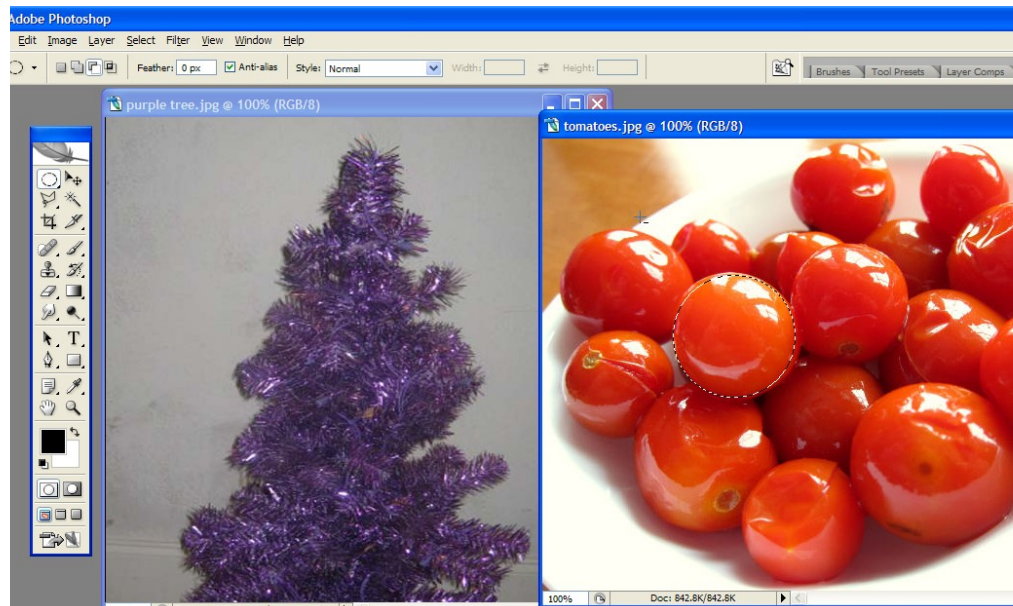 Adobe Photoshop
Edit Image Layer Select Filter View Window Help
Feather: 0 px Anti-alias Style: Normal Width: Height: Brushes Tool Presets Layer Comps
purple tree.jpg @ 100% (RGB/8)
tomatoes.jpg @ 100% (RGB/8)
T
100% Doc: 842.8K/842.8K